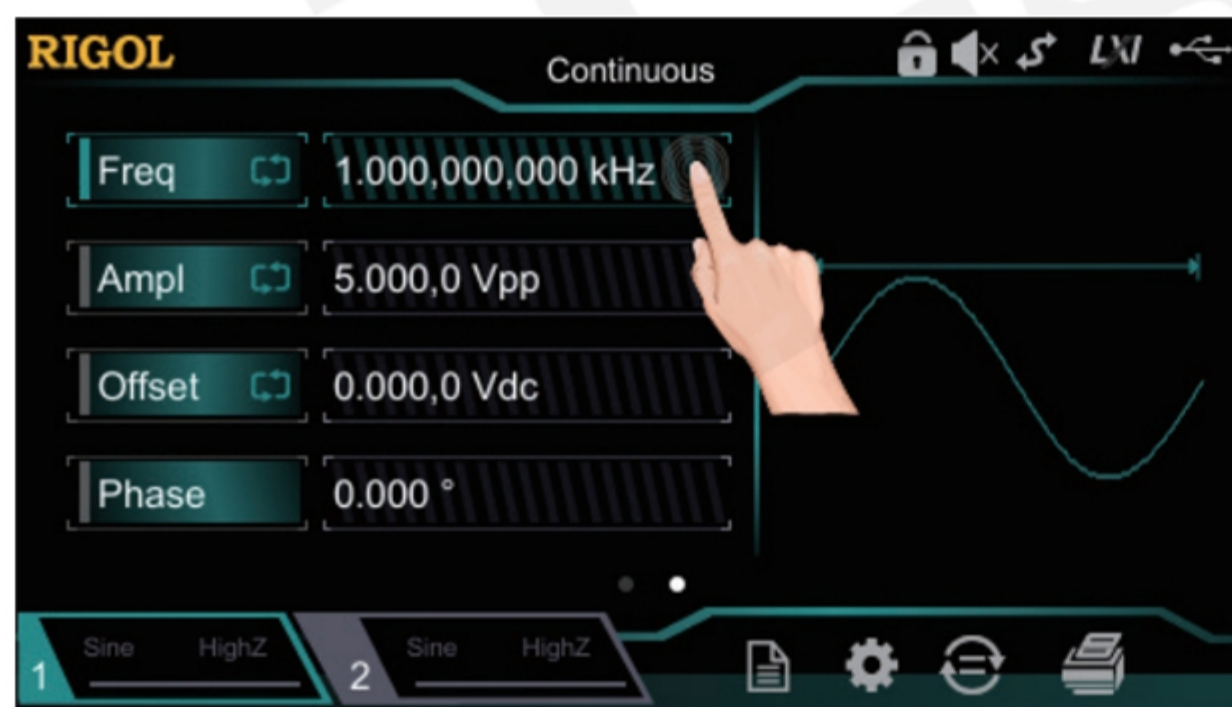 RIGOL
Continuous
LXI
Freq 1.000,000,000 kHz
Ampl 5.000,0 Vpp
Offset 0.000,0 Vdc
Phase 0.000 °
1 Sine HighZ
2 Sine HighZ